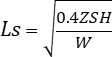 Ls = √(0.4ZSH/W)